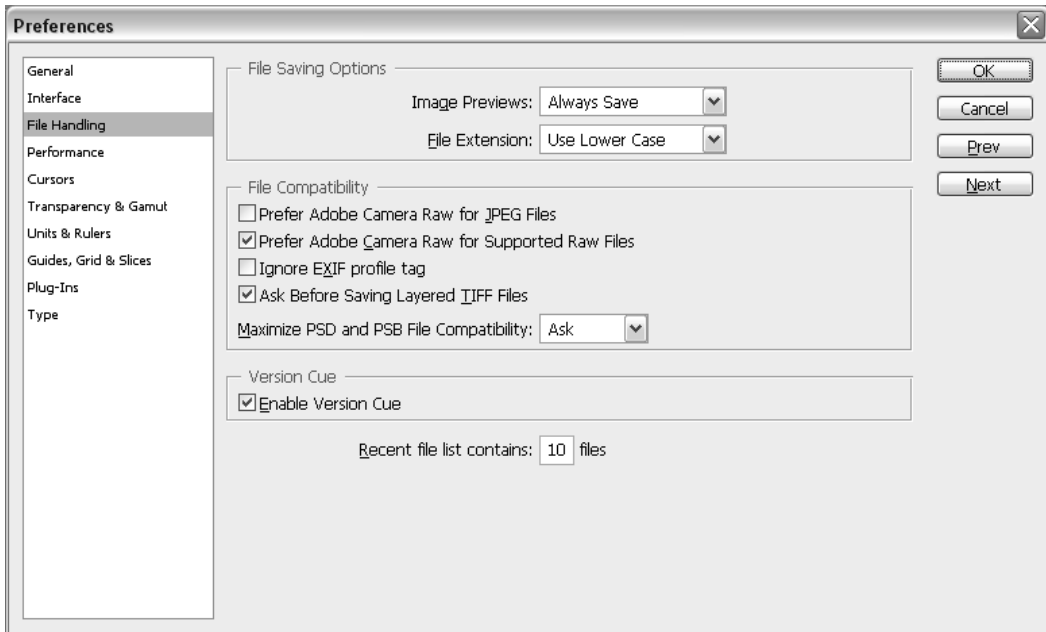 Preferences
General
Interface
File Handling
Performance
Cursors
Transparency & Gamut
Units & Rulers
Guides, Grid & Slices
Plug-Ins
Type
File Saving Options
Image Previews: Always Save
File Extension: Use Lower Case
File Compatibility
Prefer Adobe Camera Raw for JPEG Files
Prefer Adobe Camera Raw for Supported Raw Files
Ignore EXIF profile tag
Ask Before Saving Layered TIFF Files
Maximize PSD and PSB File Compatibility: Ask
Version Cue
Enable Version Cue
Recent file list contains: 10 files
OK
Cancel
Prev
Next